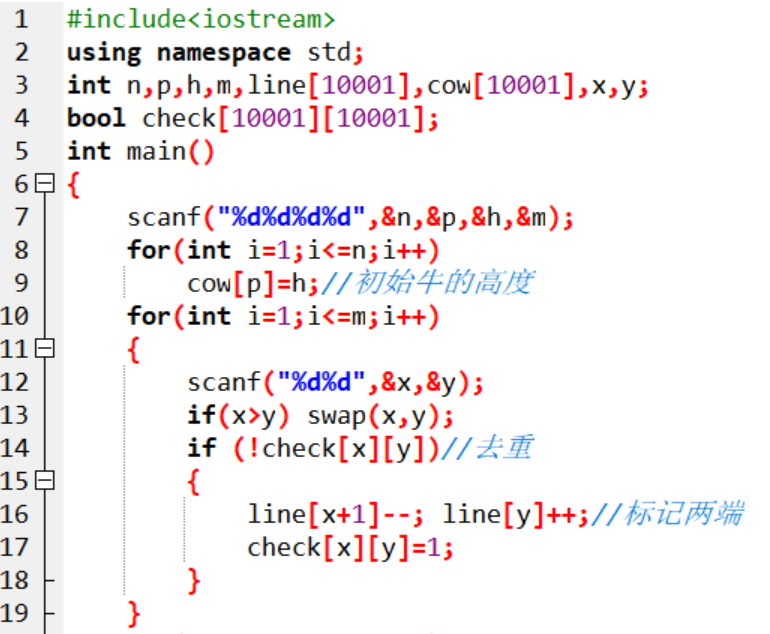 1 #include<iostream>
2 using namespace std;
3 int n,p,h,m,line[10001],cow[10001],x,y;
4 bool check[10001][10001];
5 int main()
6 {
7 scanf("%d%d%d%d",&n,&p,&h,&m);
8 for(int i=1;i<=n;i++)
9 cow[p]=h;//初始牛的高度
10 for(int i=1;i<=m;i++)
11 {
12 scanf("%d%d",&x,&y);
13 if(x>y) swap(x,y);
14 if (!check[x][y])//去重
15 {
16 line[x+1]--; line[y]++;//标记两端
17 check[x][y]=1;
18 }
19 }